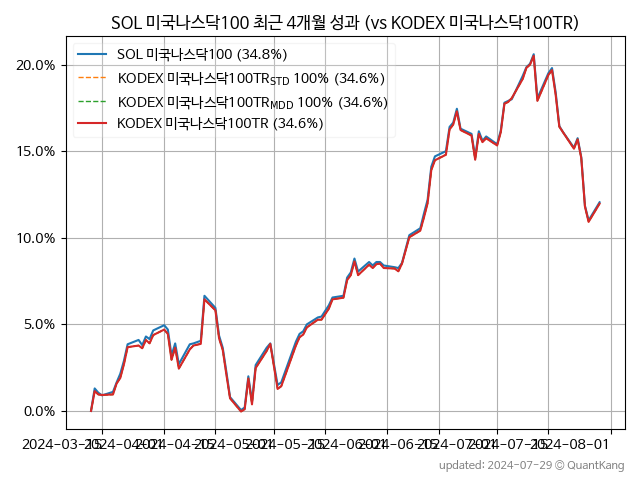 SOL 미국나스닥100 최근 4개월 성과 (vs KODEX 미국나스닥100TR)
SOL 미국나스닥100 (34.8%)
KODEX 미국나스닥100TR_STD 100% (34.6%)
KODEX 미국나스닥100TR_MDD 100% (34.6%)
KODEX 미국나스닥100TR (34.6%)
20.0%
15.0%
10.0%
5.0%
0.0%
2024-03-25 2024-04-01 2024-04-15 2024-05-01 2024-05-15 2024-06-01 2024-06-15 2024-07-01 2024-07-15 2024-08-01
updated: 2024-07-29 © QuantKang